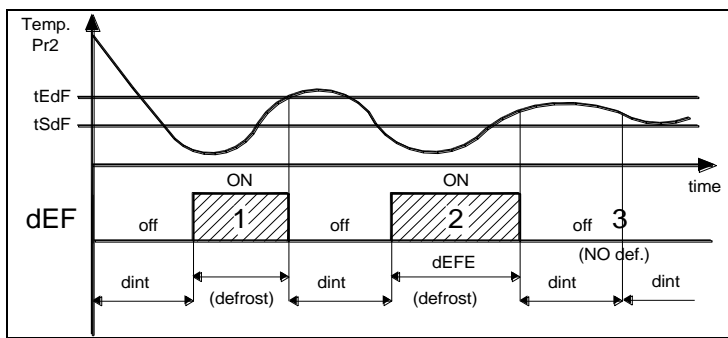 Temp.
Pr2
tEdF
tSdF
time
ON
ON
dEF
off
1
off
2
off
3
(NO def.)
dEFE
dint
(defrost)
dint
(defrost)
dint
dint